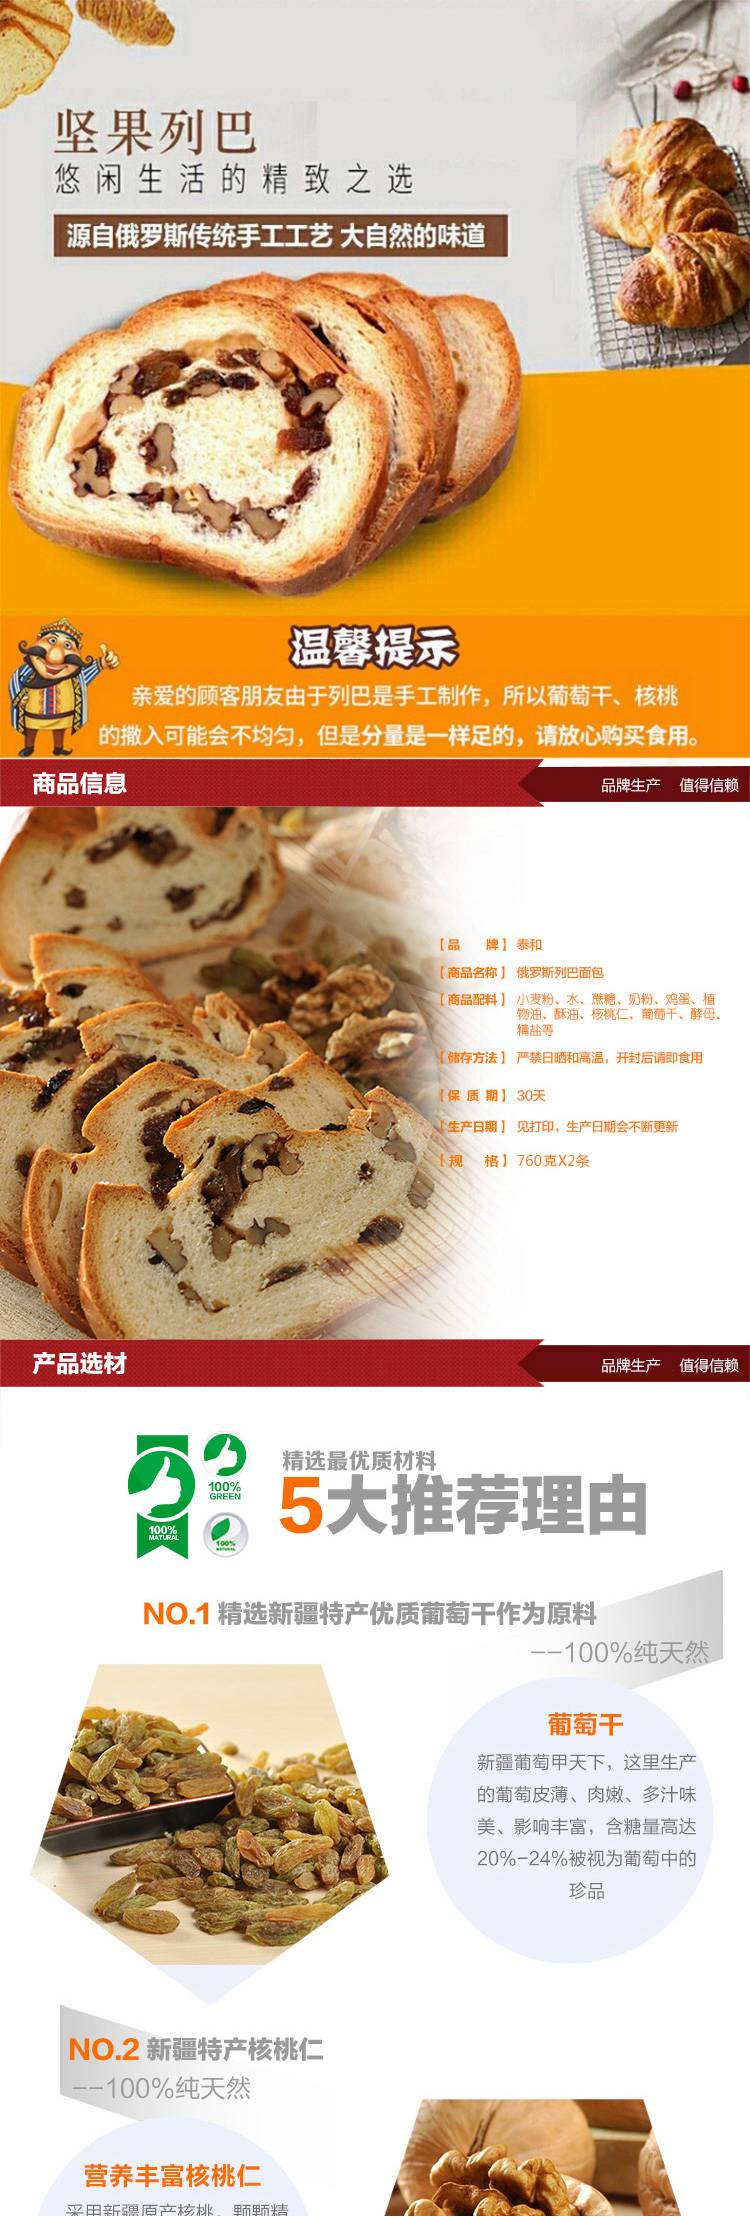 坚果列巴
悠闲生活的精致之选
源自俄罗斯传统手工工艺 大自然的味道
温馨提示
亲爱的顾客朋友由于列巴是手工制作，所以葡萄干、核桃
的撒入可能会不均匀，但是分量是一样足的，请放心购买食用。
商品信息
品牌生产 值得信赖
【品 牌】 泰和
【商品名称】 俄罗斯列巴面包
【商品配料】 小麦粉、水、蔗糖、奶粉、鸡蛋、植
物油、酥油、核桃仁、葡萄干、酵母、
精盐等
【储存方法】 严禁日晒和高温，开封后请即食用
【保 质 期】 30天
【生产日期】 见打印，生产日期会不断更新
【规 格】 760克X2条
产品选材
品牌生产 值得信赖
100%
GREEN
100%
MATURAL
100%
NATURAL
精选最优质材料
5大推荐理由
NO.1 精选新疆特产优质葡萄干作为原料
--100%纯天然
葡萄干
新疆葡萄甲天下，这里生产
的葡萄皮薄、肉嫩、多汁味
美、影响丰富，含糖量高达
20%-24%被视为葡萄中的
珍品
NO.2 新疆特产核桃仁
--100%纯天然
营养丰富核桃仁
采用新疆原产核桃，颗颗精